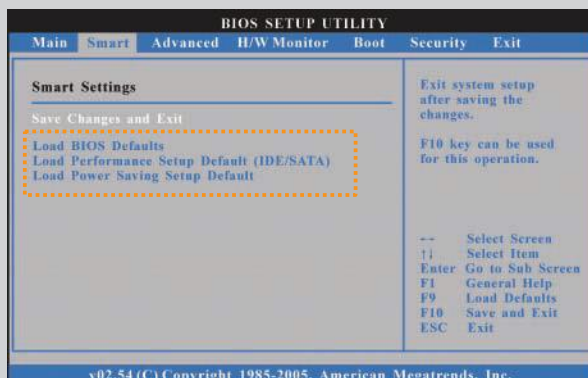 BIOS SETUP UTILITY
Main Smart Advanced H/W Monitor Boot Security Exit
Smart Settings
Save Changes and Exit
Load BIOS Defaults
Load Performance Setup Default (IDE/SATA)
Load Power Saving Setup Default
Exit system setup
after saving the
changes.
F10 key can be used
for this operation.
←→ Select Screen
↑↓ Select Item
Enter Go to Sub Screen
F1 General Help
F9 Load Defaults
F10 Save and Exit
ESC Exit
v02.54 (C) Copyright 1985-2005, American Megatrends, Inc.